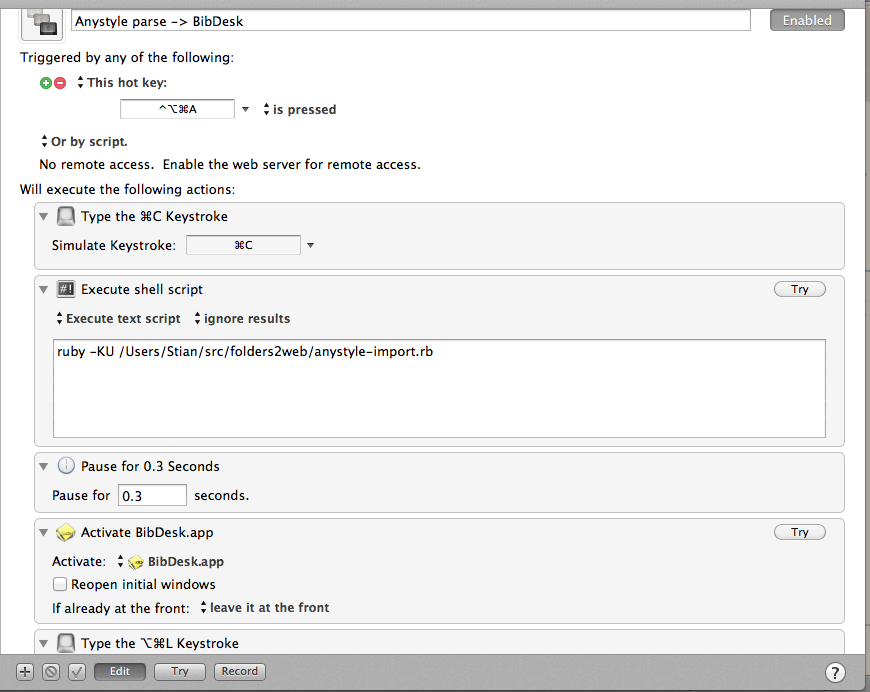 Anystyle parse -> BibDesk
Enabled
Triggered by any of the following:
This hot key:
^⌥⌘A
is pressed
Or by script.
No remote access. Enable the web server for remote access.
Will execute the following actions:
Type the ⌘C Keystroke
Simulate Keystroke: ⌘C
#! Execute shell script
Try
Execute text script ignore results
ruby -KU /Users/Stian/src/folders2web/anystyle-import.rb
Pause for 0.3 Seconds
Pause for 0.3 seconds.
Activate BibDesk.app
Try
Activate: BibDesk.app
Reopen initial windows
If already at the front: leave it at the front
Type the ⌥⌘L Keystroke
Edit Try Record ?